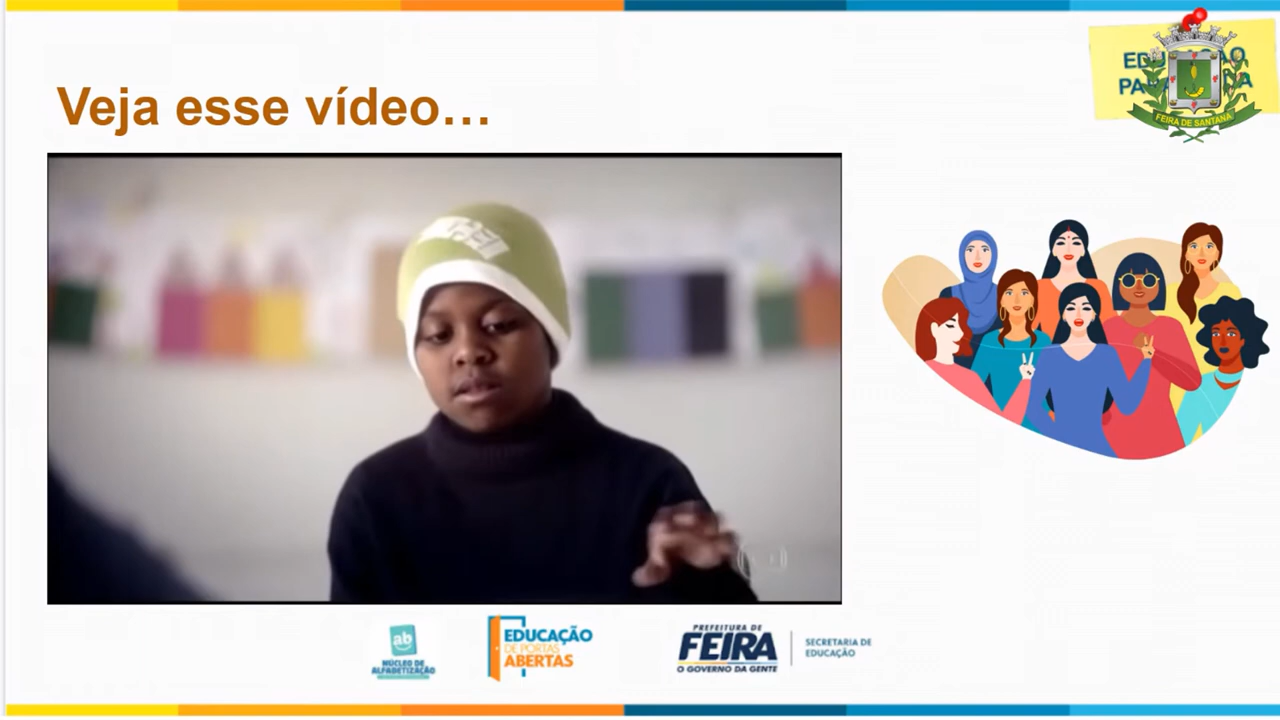 Veja esse vídeo...
FEIRA DE SANTANA
ab
NÚCLEO DE
ALFABETIZAÇÃO
EDUCAÇÃO
DE PORTAS
ABERTAS
PREFEITURA DE
FEIRA
O GOVERNO DA GENTE
SECRETARIA DE
EDUCAÇÃO